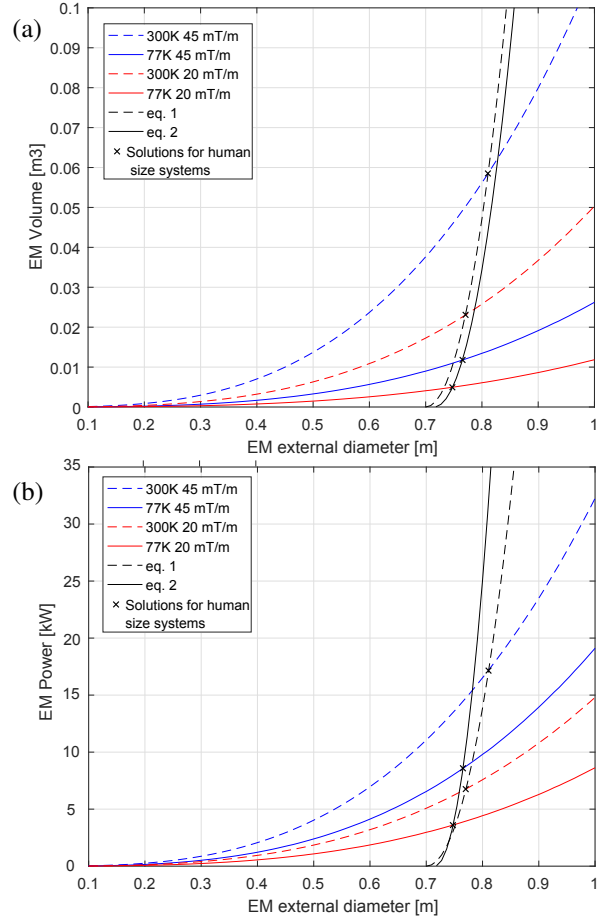 (a)
0.1
0.09
0.08
0.07
0.06
0.05
0.04
0.03
0.02
0.01
0
EM Volume [m3]
300K 45 mT/m
77K 45 mT/m
300K 20 mT/m
77K 20 mT/m
eq. 1
eq. 2
Solutions for human
size systems
0.1 0.2 0.3 0.4 0.5 0.6 0.7 0.8 0.9 1
EM external diameter [m]
(b)
35
30
25
20
15
10
5
0
EM Power [kW]
300K 45 mT/m
77K 45 mT/m
300K 20 mT/m
77K 20 mT/m
eq. 1
eq. 2
Solutions for human
size systems
0.1 0.2 0.3 0.4 0.5 0.6 0.7 0.8 0.9 1
EM external diameter [m]